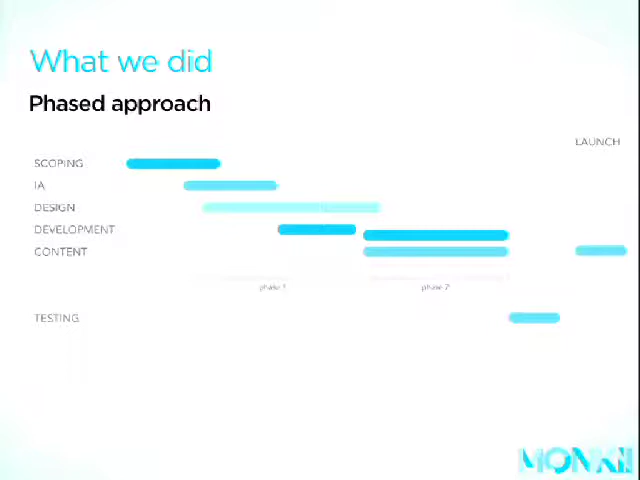 What we did
Phased approach
LAUNCH
SCOPING
IA
DESIGN
DEVELOPMENT
CONTENT
phase 1
phase 2
TESTING
MONKII